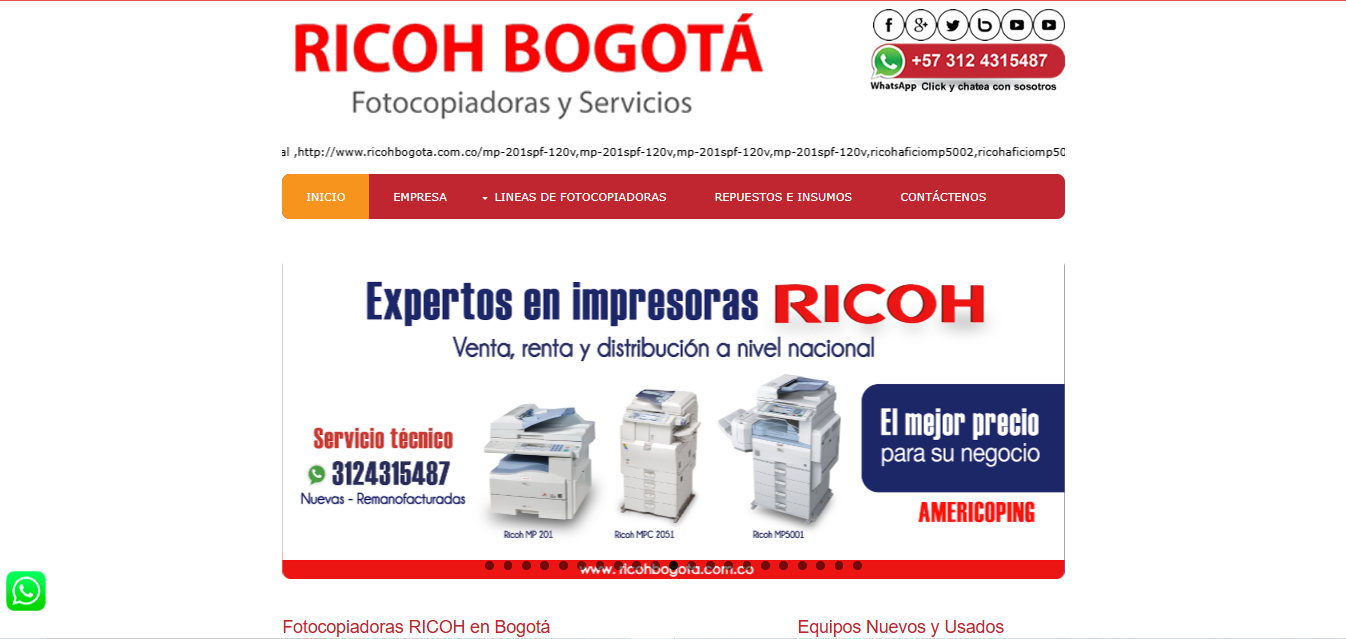 RICOH BOGOTÁ
Fotocopiadoras y Servicios
+57 312 4315487
WhatsApp Click y chatea con sosotros
al ,http://www.ricohbogota.com.co/mp-201spf-120v,mp-201spf-120v,mp-201spf-120v,mp-201spf-120v,ricohaficiomp5002,ricohaficiomp50
INICIO EMPRESA LINEAS DE FOTOCOPIADORAS REPUESTOS E INSUMOS CONTÁCTENOS
Expertos en impresoras RICOH
Venta, renta y distribución a nivel nacional
El mejor precio
para su negocio
AMERICOPING
Servicio técnico
3124315487
Nuevas - Remanofacturadas
Ricoh MP 201 Ricoh MPC 2051 Ricoh MP5001
www.ricohbogota.com.co
Fotocopiadoras RICOH en Bogotá
Equipos Nuevos y Usados